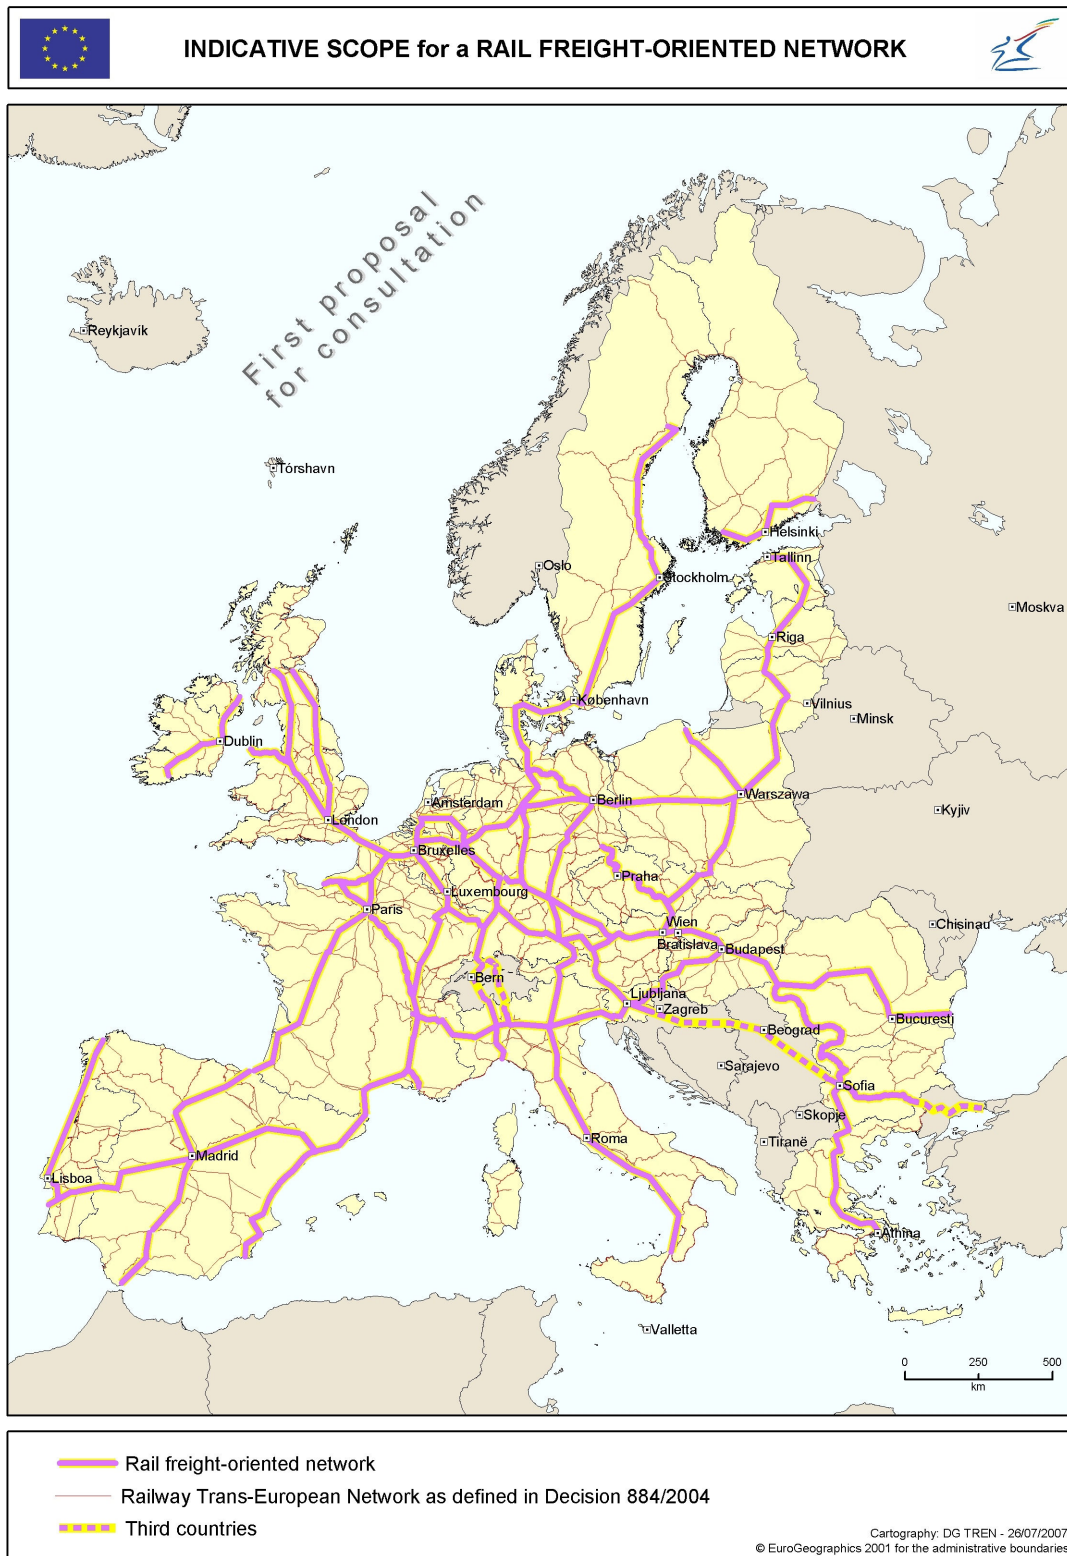 INDICATIVE SCOPE for a RAIL FREIGHT-ORIENTED NETWORK
First proposal
for consultation
Reykjavík
Tórshavn
Helsinki
Tallinn
Oslo
Stockholm
Moskva
Riga
København
Vilnius
Minsk
Dublin
Warszawa
Berlin
Amsterdam
Kyjiv
London
Bruxelles
Praha
Luxembourg
Paris
Wien
Chisinau
Bratislava
Budapest
Bern
Ljubljana
Zagreb
Bucuresti
Beograd
Sarajevo
Sofia
Skopje
Roma
Tiranë
Madrid
Lisboa
Athina
Valletta
0 250 500
km
Rail freight-oriented network
Railway Trans-European Network as defined in Decision 884/2004
Third countries
Cartography: DG TREN - 26/07/2007
© EuroGeographics 2001 for the administrative boundaries